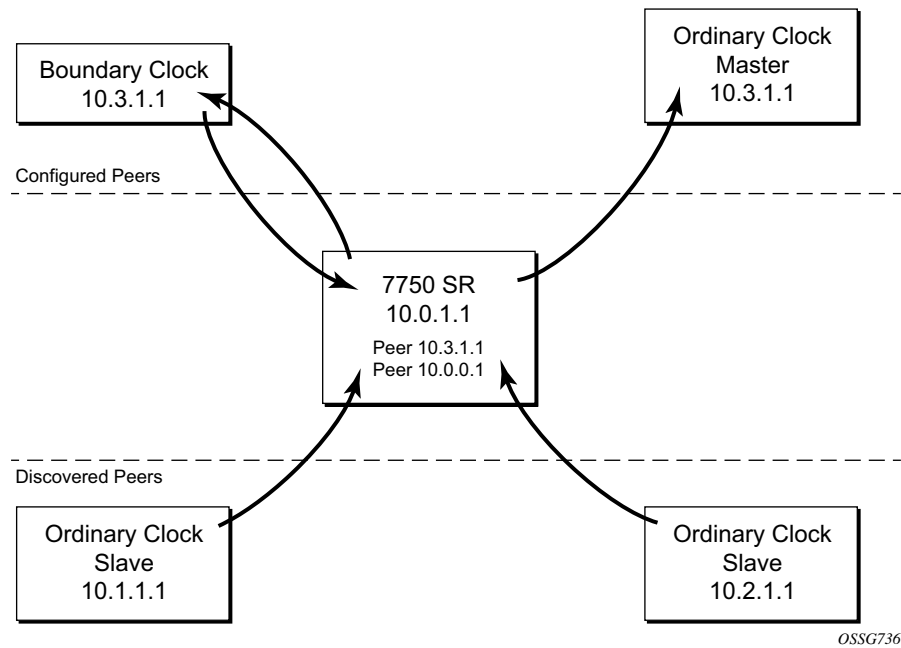 Boundary Clock
10.3.1.1
Ordinary Clock
Master
10.3.1.1
Configured Peers
7750 SR
10.0.1.1
Peer 10.3.1.1
Peer 10.0.0.1
Discovered Peers
Ordinary Clock
Slave
10.1.1.1
Ordinary Clock
Slave
10.2.1.1
OSSG736